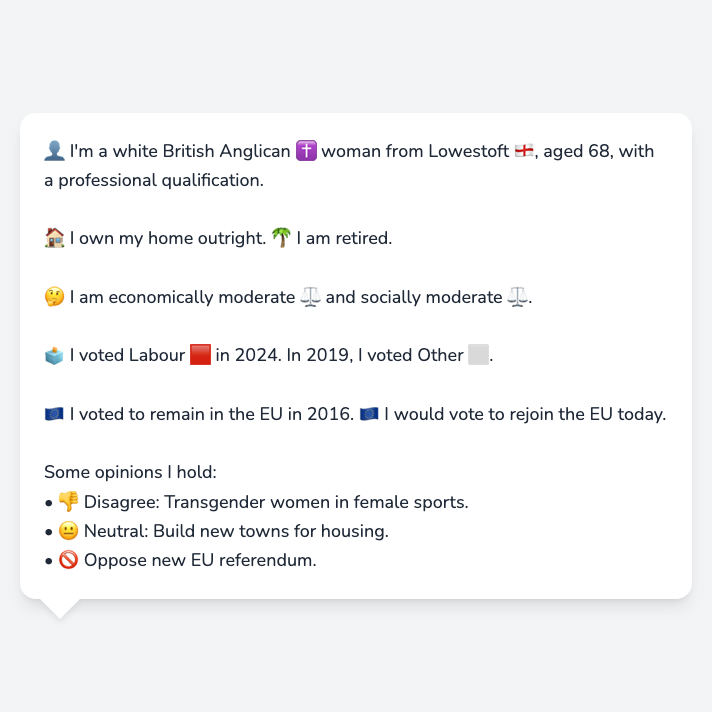 👤 I'm a white British Anglican ✝️ woman from Lowestoft 🏴󠁧󠁢󠁥󠁮󠁧󠁿, aged 68, with
a professional qualification.
🏠 I own my home outright. 🌴 I am retired.
🤔 I am economically moderate ⚖️ and socially moderate ⚖️.
🗳️ I voted Labour 🟥 in 2024. In 2019, I voted Other ⬜.
🇪🇺 I voted to remain in the EU in 2016. 🇪🇺 I would vote to rejoin the EU today.
Some opinions I hold:
• 👎 Disagree: Transgender women in female sports.
• 😐 Neutral: Build new towns for housing.
• 🚫 Oppose new EU referendum.